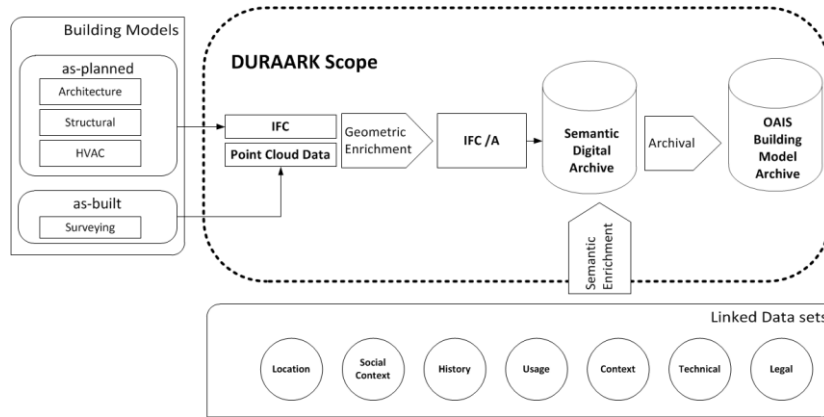 Building Models
as-planned
Architecture
Structural
HVAC
as-built
Surveying
DURAARK Scope
IFC
Point Cloud Data
Geometric
Enrichment
IFC /A
Semantic
Digital
Archive
Archival
OAIS
Building
Model
Archive
Semantic
Enrichment
Linked Data sets
Location
Social
Context
History
Usage
Context
Technical
Legal